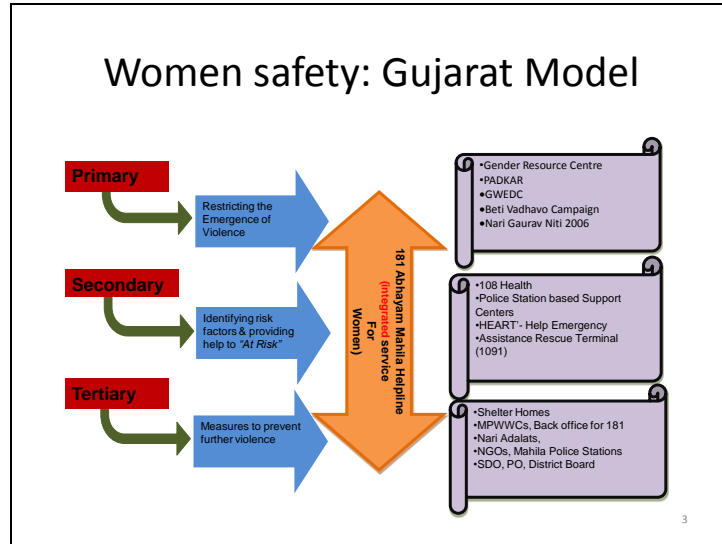 Women safety: Gujarat Model
Primary
Restricting the
Emergence of
Violence
Secondary
Identifying risk
factors & providing
help to "At Risk"
Tertiary
Measures to prevent
further violence
181 Abhayam Mahila Helpline
(integrated service
For
Women)
•Gender Resource Centre
•PADKAR
•GWEDC
•Beti Vadhavo Campaign
•Nari Gaurav Niti 2006
•108 Health
•Police Station based Support
Centers
•HEART'- Help Emergency
•Assistance Rescue Terminal
(1091)
•Shelter Homes
•MPWWCs, Back office for 181
•Nari Adalats,
•NGOs, Mahila Police Stations
•SDO, PO, District Board
3